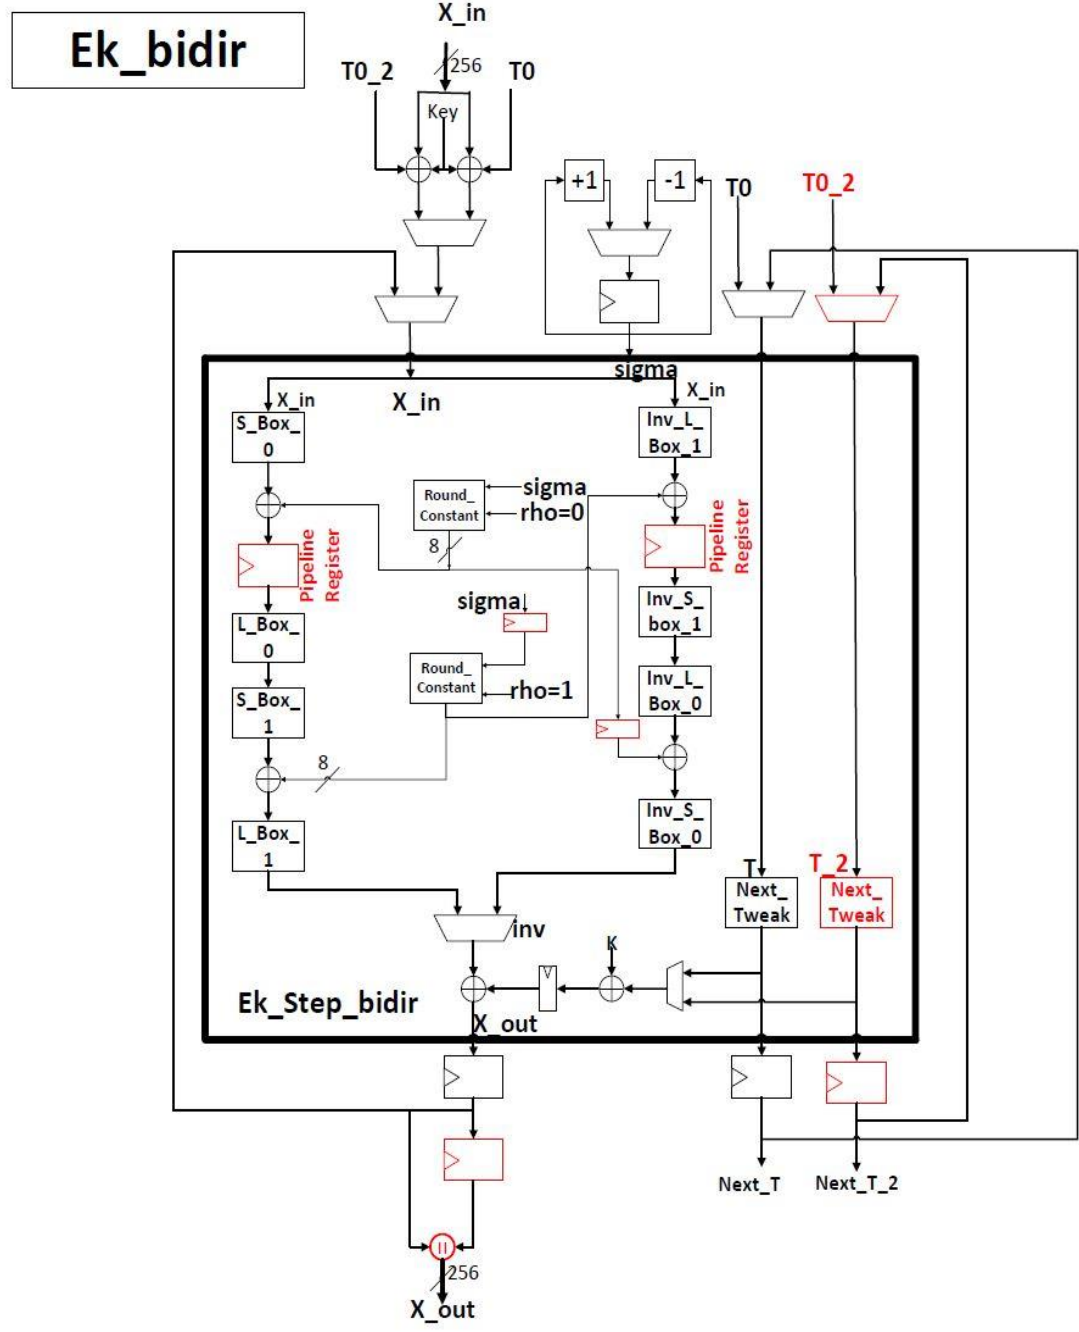 Ek_bidir
X_in
256
T0_2
T0
Key
+1
-1
T0
T0_2
sigma
X_in
X_in
X_in
S_Box_
0
Inv_L_
Box_1
Round_
Constant
sigma
rho=0
8
Pipeline
Register
Pipeline
Register
sigma
L_Box_
0
Inv_S_
box_1
Round_
Constant
rho=1
S_Box_
1
Inv_L_
Box_0
8
L_Box_
1
Inv_S_
Box_0
T
T_2
Next_
Tweak
Next_
Tweak
inv
K
Ek_Step_bidir
X_out
Next_T
Next_T_2
||
256
X_out